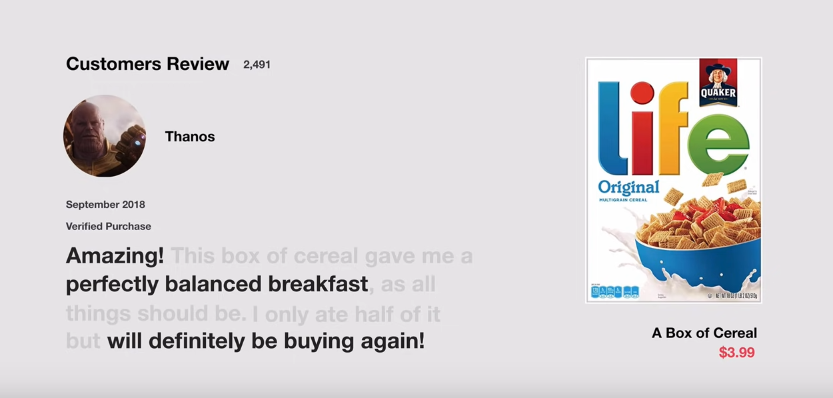 Customers Review 2,491
Thanos
September 2018
Verified Purchase
Amazing! This box of cereal gave me a
perfectly balanced breakfast, as all
things should be. I only ate half of it
but will definitely be buying again!
QUAKER
life
Original
MULTIGRAIN CEREAL
A Box of Cereal
$3.99